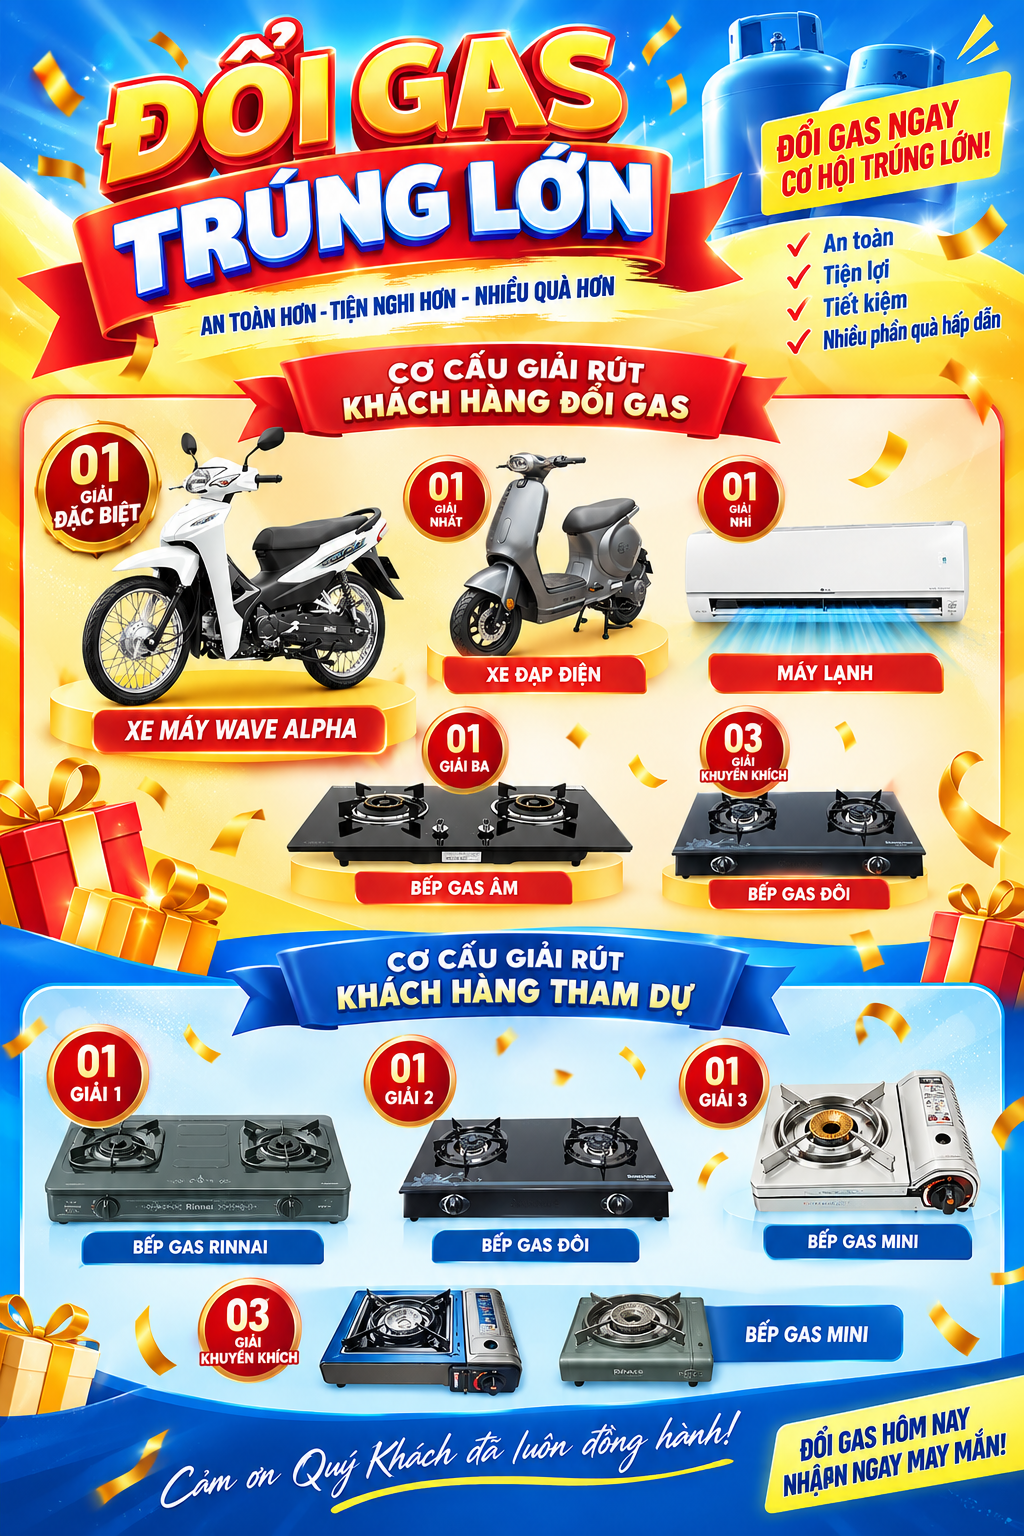 ĐỔI GAS
TRÚNG LỚN
AN TOÀN HƠN - TIỆN NGHI HƠN - NHIỀU QUÀ HƠN
ĐỔI GAS NGAY
CƠ HỘI TRÚNG LỚN!
An toàn
Tiện lợi
Tiết kiệm
Nhiều phần quà hấp dẫn
CƠ CẤU GIẢI RÚT
KHÁCH HÀNG ĐỔI GAS
01
GIẢI
ĐẶC BIỆT
XE MÁY WAVE ALPHA
01
GIẢI
NHẤT
XE ĐẠP ĐIỆN
01
GIẢI
NHÌ
LG
MÁY LẠNH
01
GIẢI BA
BẾP GAS ÂM
03
GIẢI
KHUYẾN KHÍCH
BẾP GAS ĐÔI
CƠ CẤU GIẢI RÚT
KHÁCH HÀNG THAM DỰ
01
GIẢI 1
Rinnai
BẾP GAS RINNAI
01
GIẢI 2
BẾP GAS ĐÔI
01
GIẢI 3
BẾP GAS MINI
03
GIẢI
KHUYẾN KHÍCH
BẾP GAS MINI
Cảm ơn Quý Khách đã luôn đồng hành!
ĐỔI GAS HÔM NAY
NHẬPN NGAY MAY MẮN!